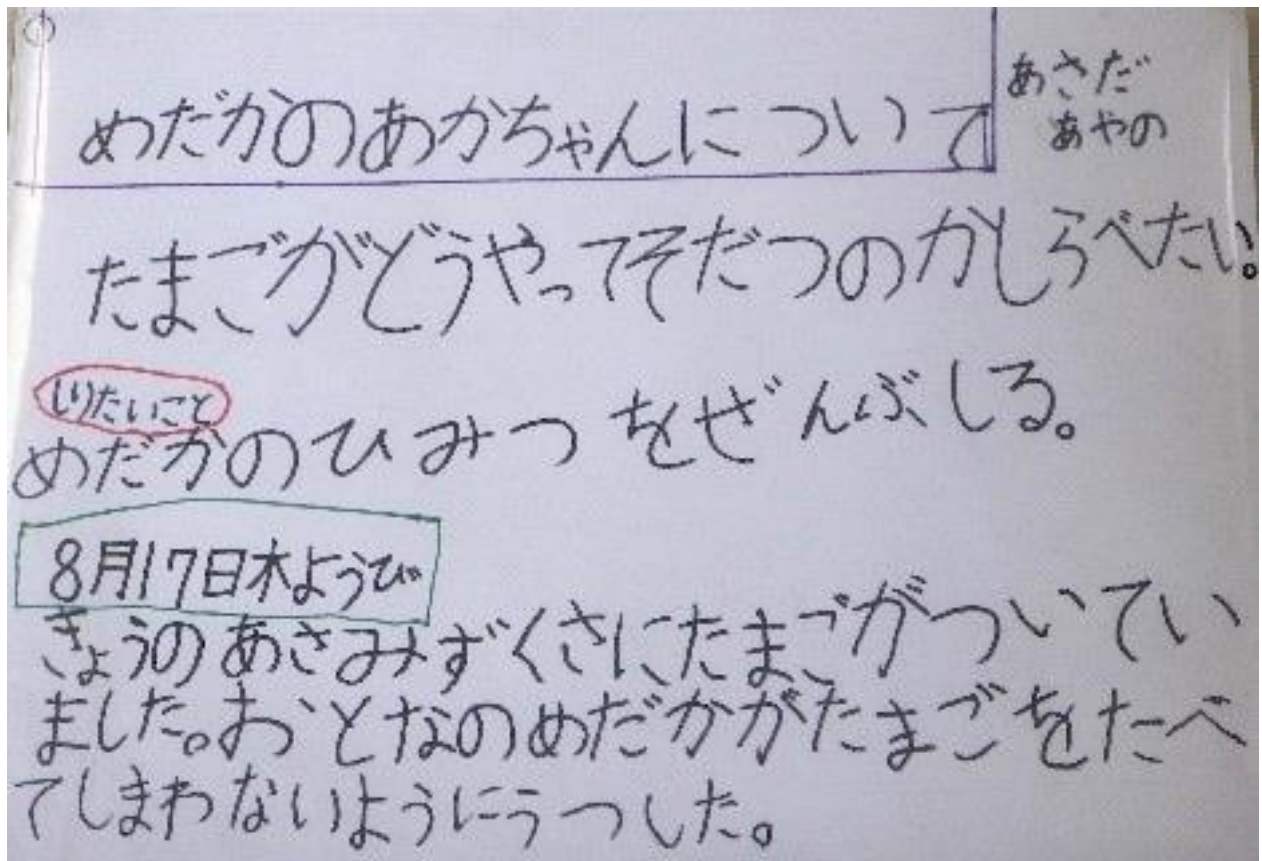 めだかのあかちゃんについて
あさだ
あやの
たまごがどうやってそだつのかしらべたい。
しりたいこと
めだかのひみつをぜんぶしる。
8月17日木ようび
きょうのあさみずくさにたまごがついてい
ました。おとなのめだかがたまごをたべ
てしまわないようにうつした。